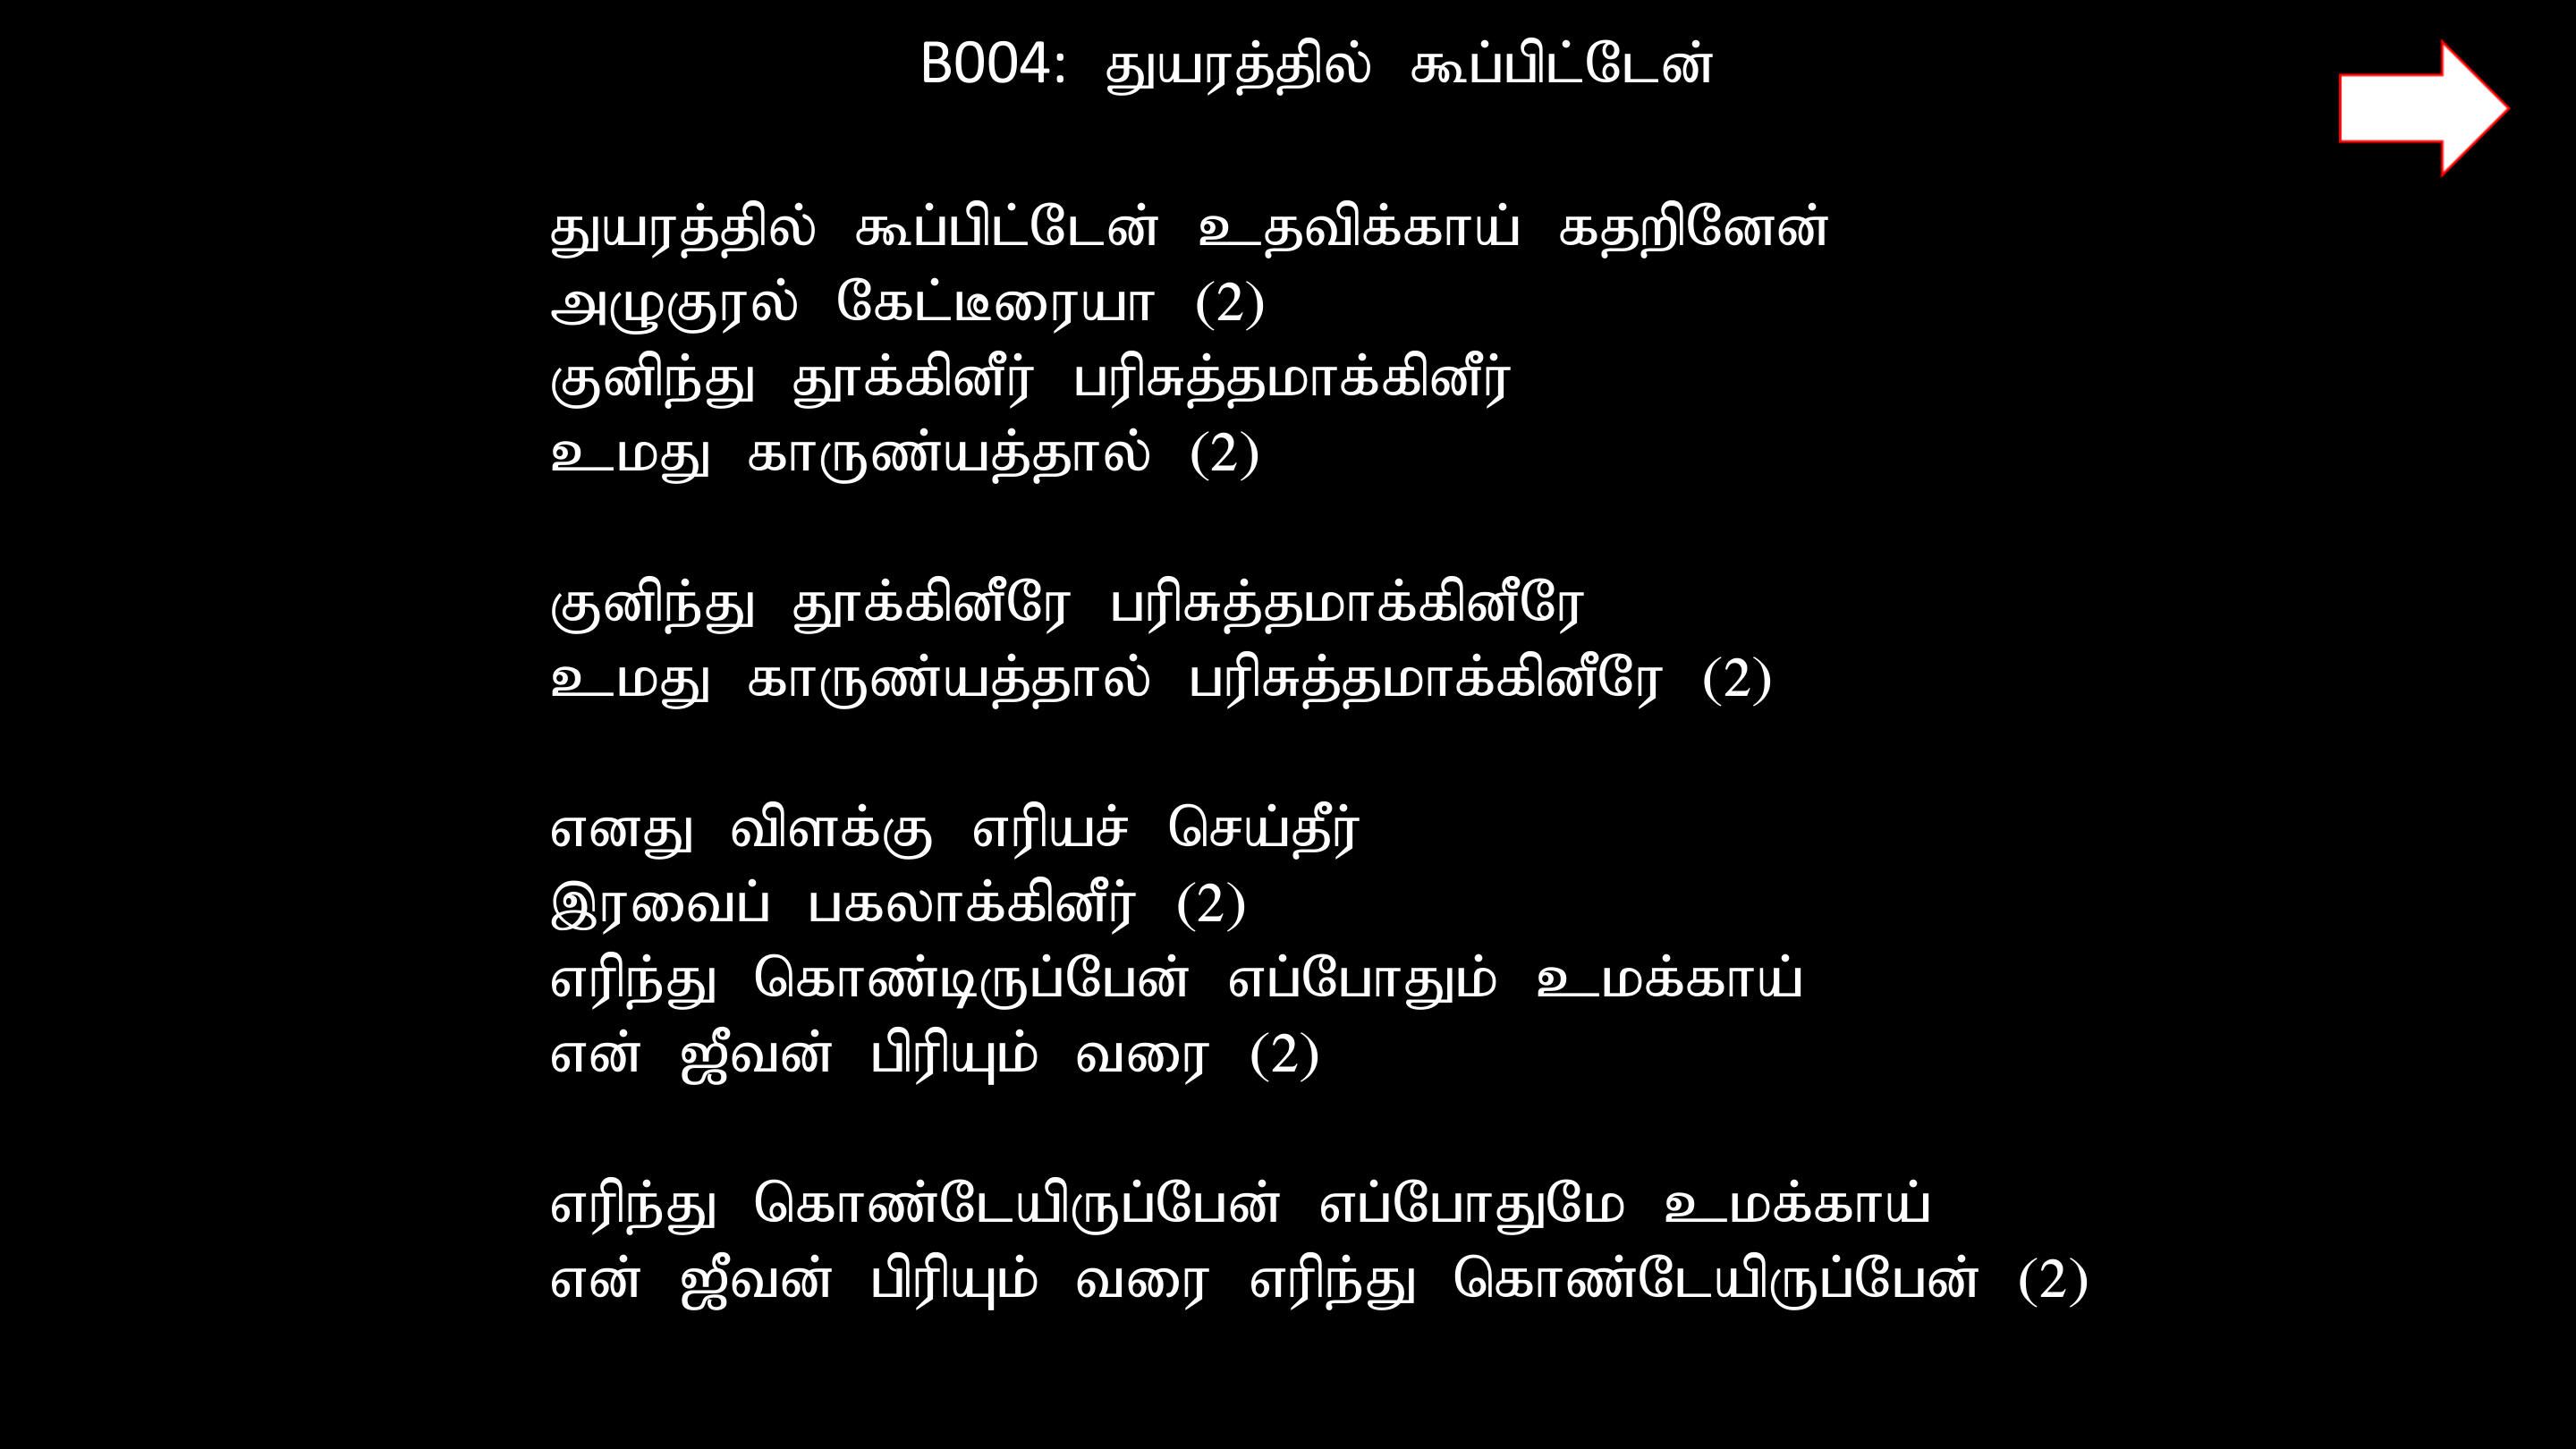 B004: துயரத்தில் கூப்பிட்டேன்
துயரத்தில் கூப்பிட்டேன் உதவிக்காய் கதறினேன்
அழுகுரல் கேட்டீரையா (2)
குனிந்து தூக்கினீர் பரிசுத்தமாக்கினீர்
உமது காருண்யத்தால் (2)
குனிந்து தூக்கினீரே பரிசுத்தமாக்கினீரே
உமது காருண்யத்தால் பரிசுத்தமாக்கினீரே (2)
எனது விளக்கு எரியச் செய்தீர்
இரவைப் பகலாக்கினீர் (2)
எரிந்து கொண்டிருப்பேன் எப்போதும் உமக்காய்
என் ஜீவன் பிரியும் வரை (2)
எரிந்து கொண்டேயிருப்பேன் எப்போதுமே உமக்காய்
என் ஜீவன் பிரியும் வரை எரிந்து கொண்டேயிருப்பேன் (2)